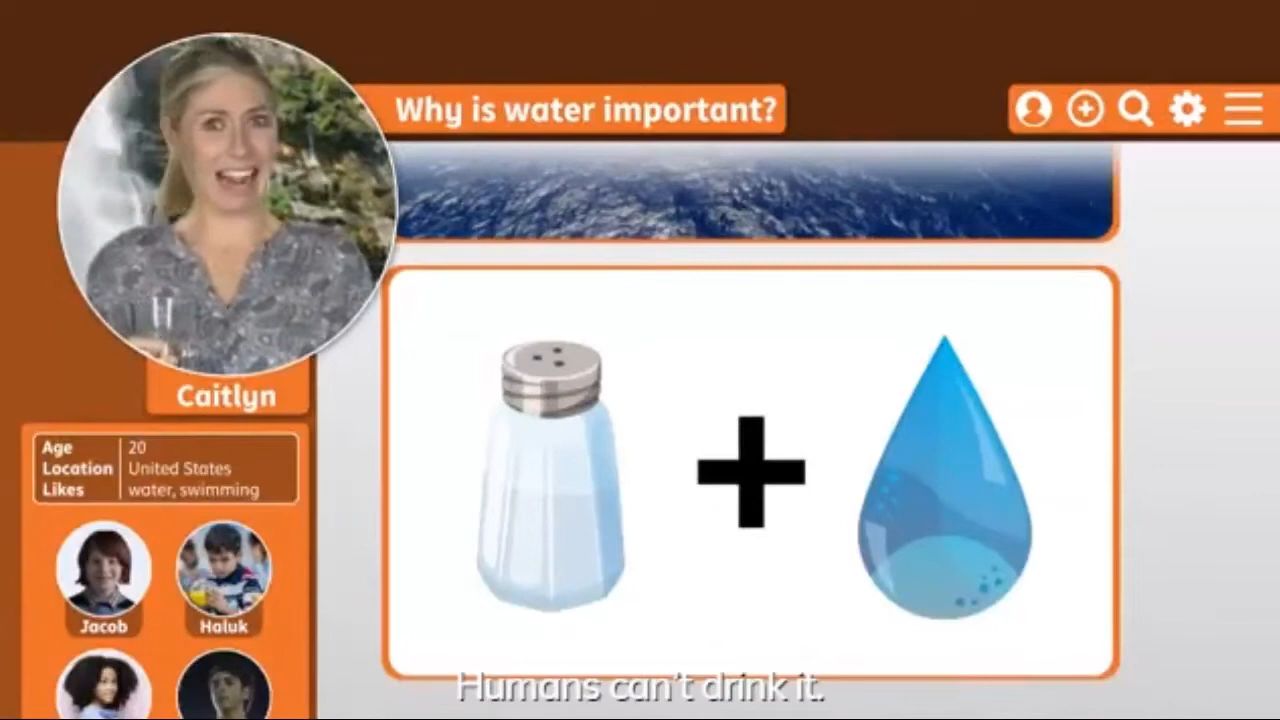 Why is water important?
Caitlyn
Age 20
Location United States
Likes water, swimming
Jacob
Haluk
Humans can't drink it.